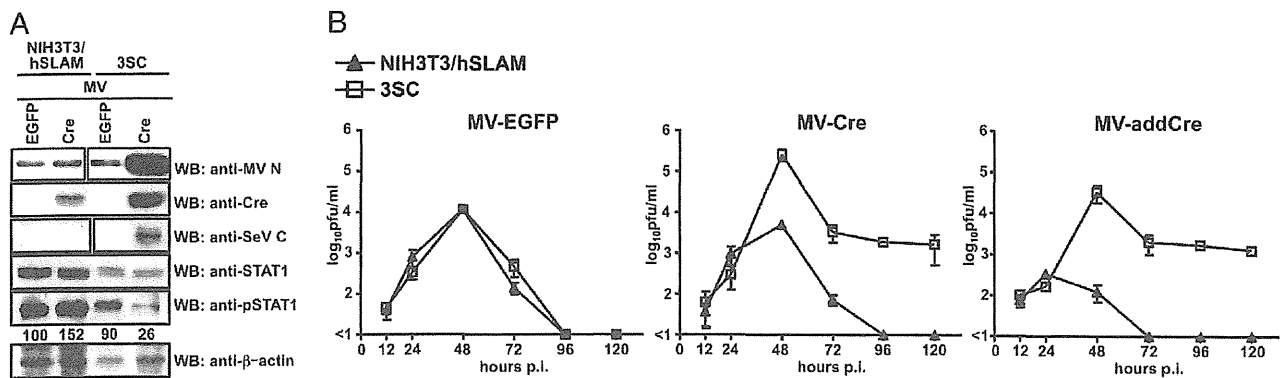 A
NIH3T3/
hSLAM
3SC
MV
EGFP
Cre
EGFP
Cre
WB: anti-MV N
WB: anti-Cre
WB: anti-SeV C
WB: anti-STAT1
WB: anti-pSTAT1
100 152 90 26
WB: anti-β-actin
B
NIH3T3/hSLAM
3SC
MV-EGFP
log10pfu/ml
6
5
4
3
2
<1
0 12 24 48 72 96 120
hours p.i.
MV-Cre
log10pfu/ml
6
5
4
3
2
<1
0 12 24 48 72 96 120
hours p.i.
MV-addCre
log10pfu/ml
6
5
4
3
2
<1
0 12 24 48 72 96 120
hours p.i.